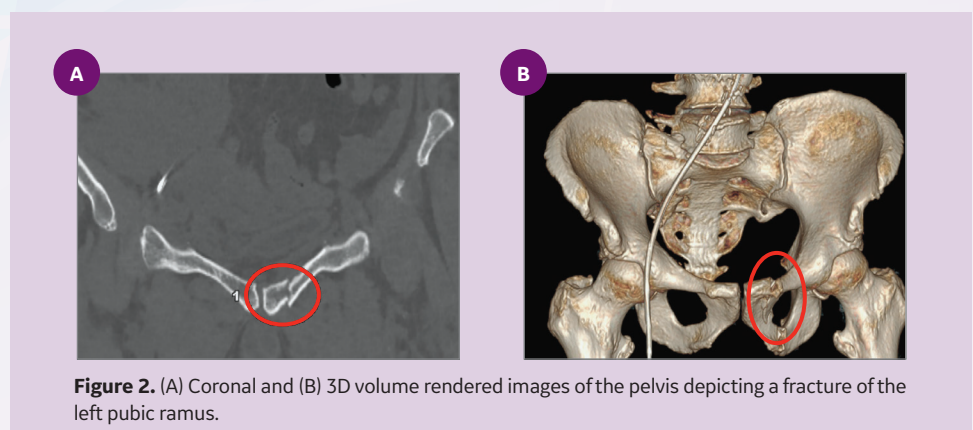 A
B
1
Figure 2. (A) Coronal and (B) 3D volume rendered images of the pelvis depicting a fracture of the
left pubic ramus.